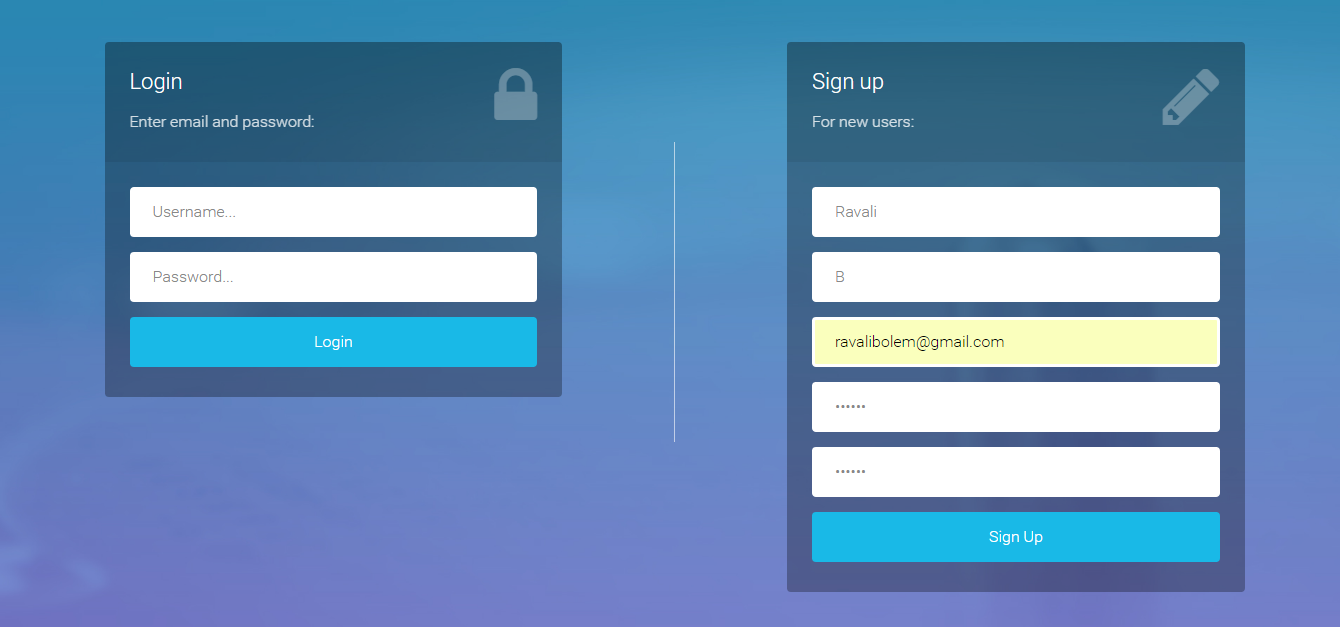 Login
Enter email and password:
Username...
Password...
Login
Sign up
For new users:
Ravali
B
ravalibolem@gmail.com
••••••
••••••
Sign Up